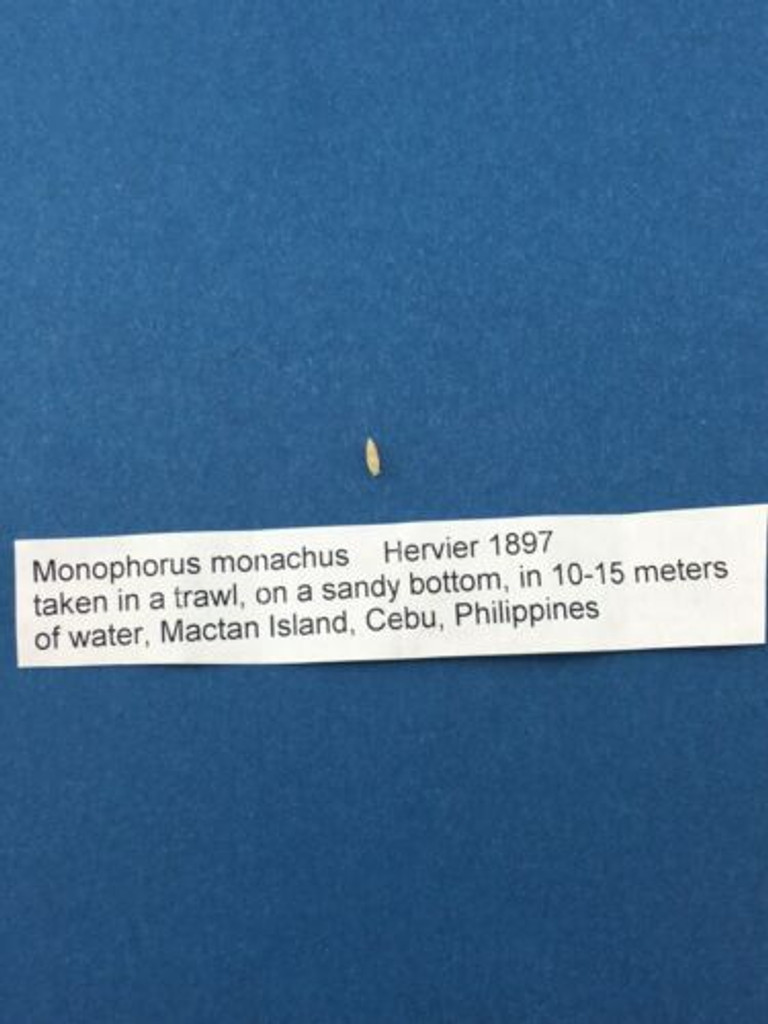 Monophorus monachus Hervier 1897
taken in a trawl, on a sandy bottom, in 10-15 meters
of water, Mactan Island, Cebu, Philippines